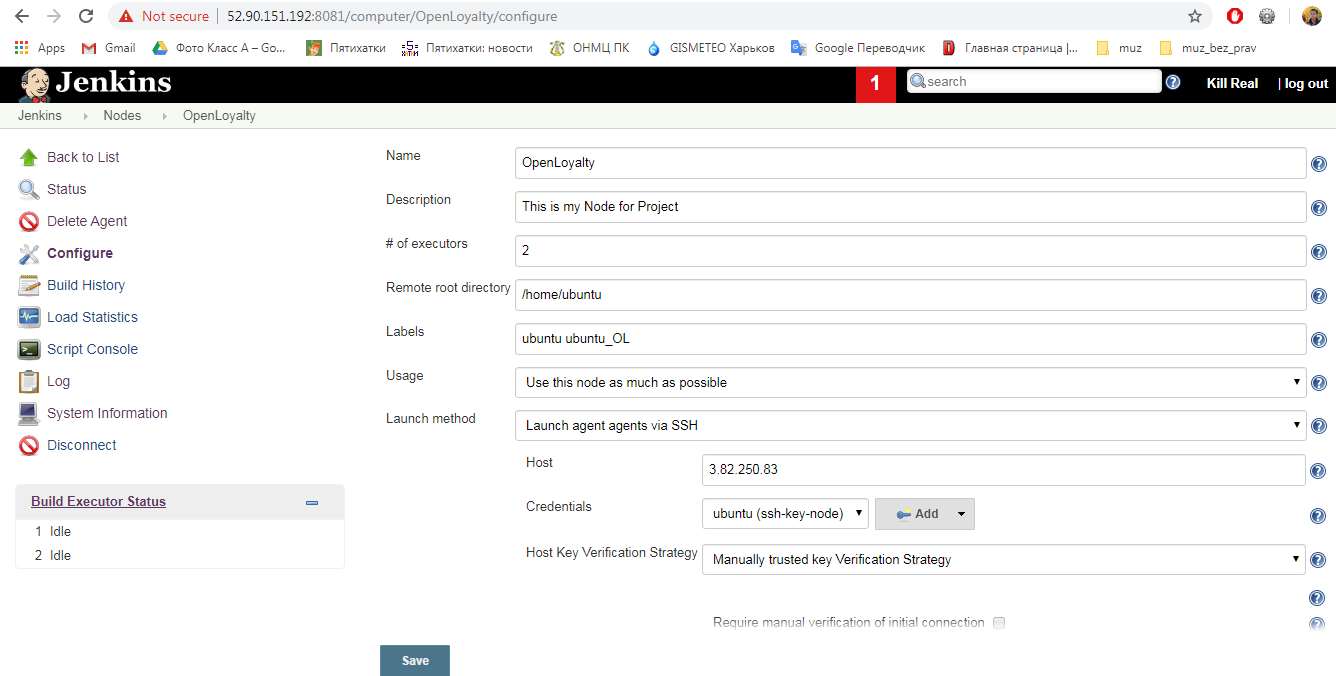 Not secure | 52.90.151.192:8081/computer/OpenLoyalty/configure
Apps Gmail Фото Класс А – Go... Пятихатки Пятихатки: новости ОНМЦ ПК GISMETEO Харьков Google Переводчик Главная страница |... muz muz_bez_prav
Jenkins 1 search Kill Real | log out
Jenkins Nodes OpenLoyalty
Back to List
Status
Delete Agent
Configure
Build History
Load Statistics
Script Console
Log
System Information
Disconnect
Build Executor Status
1 Idle
2 Idle
Name OpenLoyalty
Description This is my Node for Project
# of executors 2
Remote root directory /home/ubuntu
Labels ubuntu ubuntu_OL
Usage Use this node as much as possible
Launch method Launch agent agents via SSH
Host 3.82.250.83
Credentials ubuntu (ssh-key-node) Add
Host Key Verification Strategy Manually trusted key Verification Strategy
Require manual verification of initial connection
Save